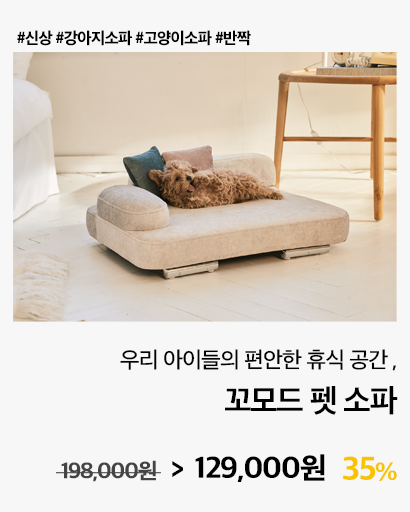 #신상 #강아지소파 #고양이소파 #반짝
우리 아이들의 편안한 휴식 공간 ,
꼬모드 펫 소파
198,000원 > 129,000원 35%